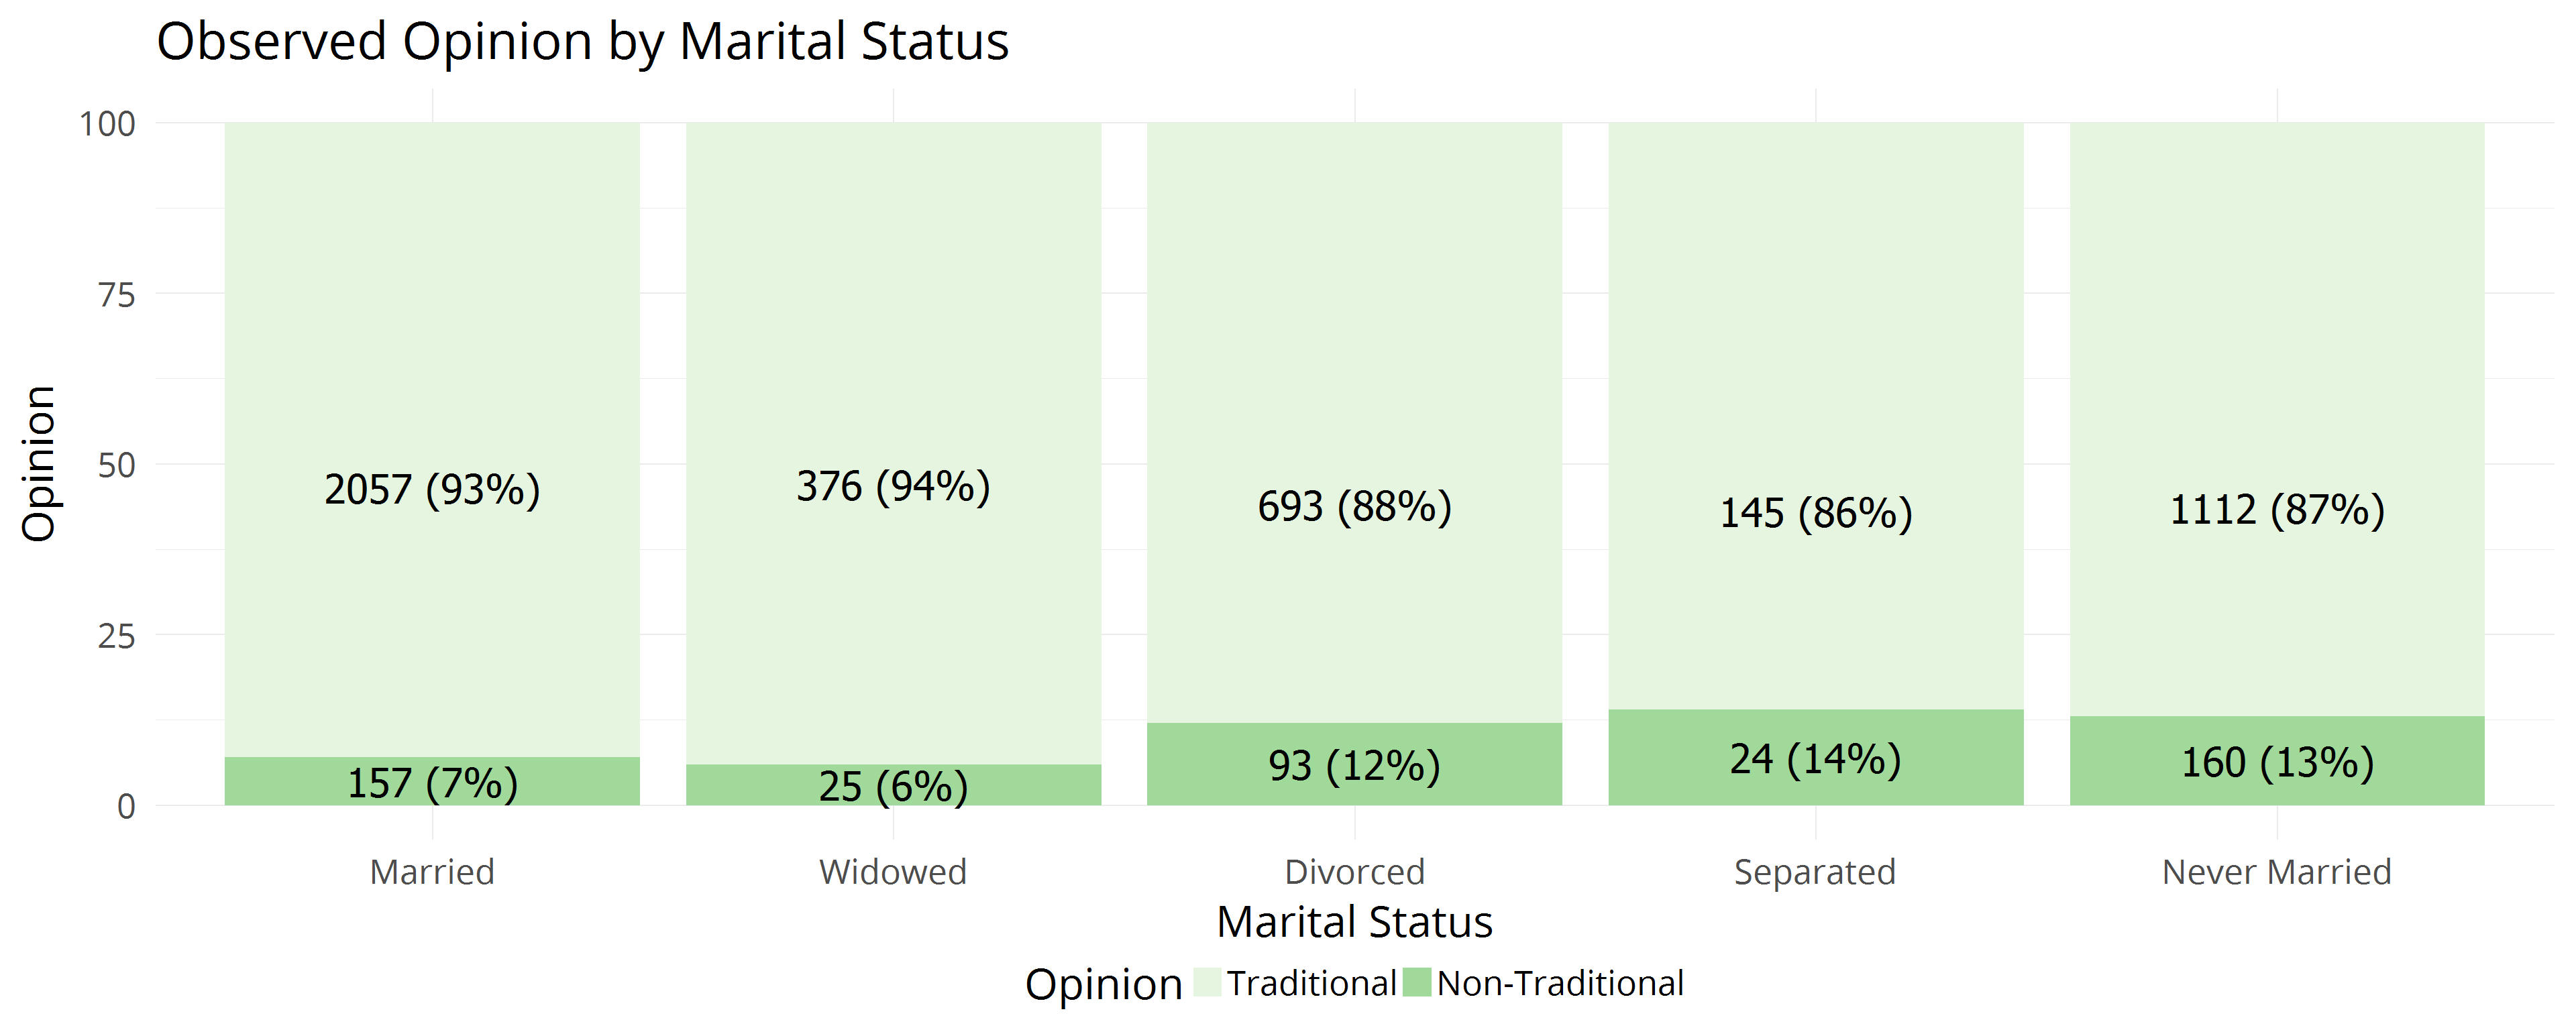 Observed Opinion by Marital Status
100
75
50
25
0
Opinion
2057 (93%)
376 (94%)
693 (88%)
145 (86%)
1112 (87%)
157 (7%)
25 (6%)
93 (12%)
24 (14%)
160 (13%)
Married
Widowed
Divorced
Separated
Never Married
Marital Status
Opinion Traditional Non-Traditional